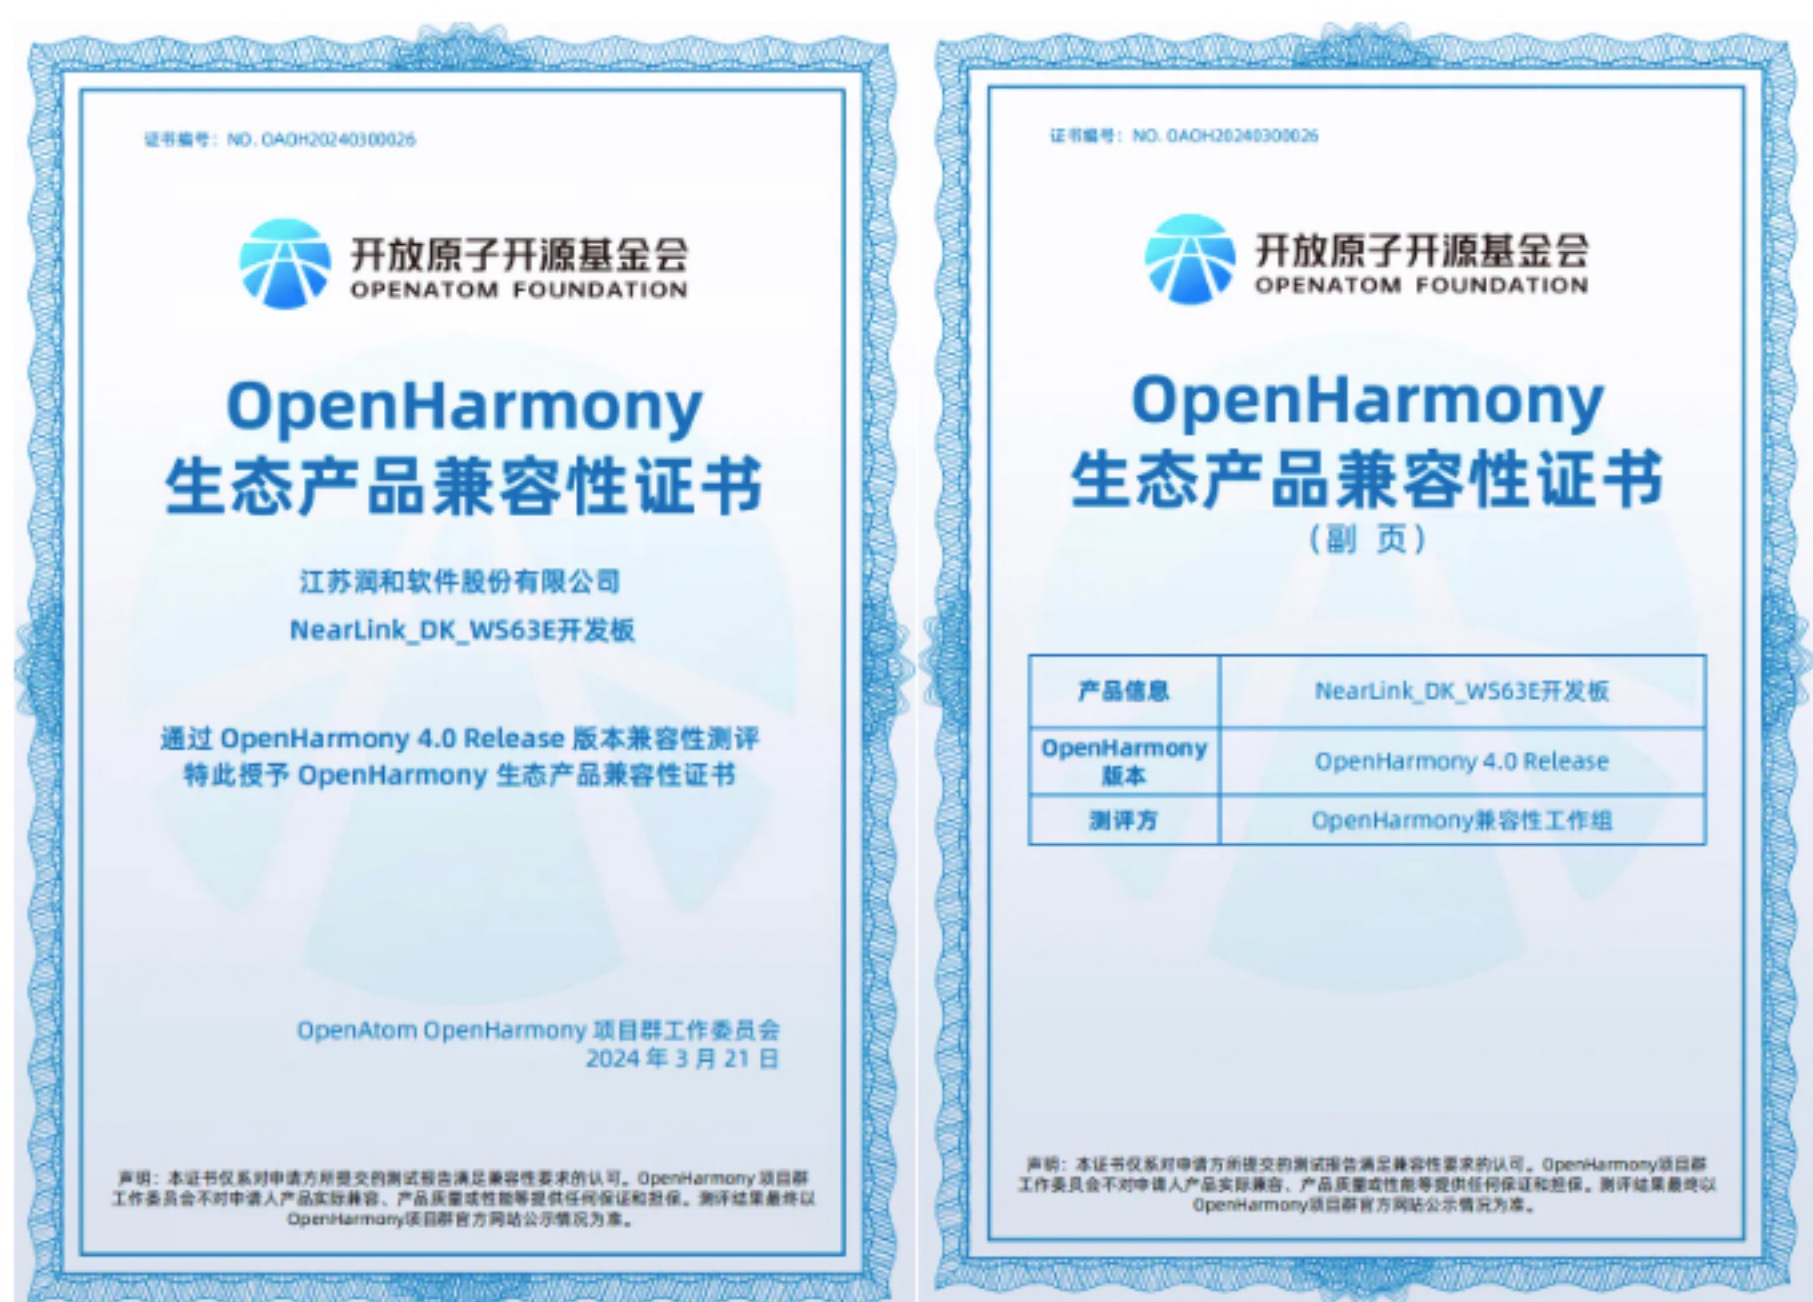 证书编号：NO. OAOH20240300026
开放原子开源基金会
OPENATOM FOUNDATION
OpenHarmony
生态产品兼容性证书
江苏润和软件股份有限公司
NearLink_DK_WS63E开发板
通过 OpenHarmony 4.0 Release 版本兼容性测评
特此授予 OpenHarmony 生态产品兼容性证书
OpenAtom OpenHarmony 项目群工作委员会
2024 年 3 月 21 日
声明：本证书仅系对申请方所提交的测试报告满足兼容性要求的认可。OpenHarmony 项目群
工作委员会不对申请人产品实际兼容、产品质量或性能等提供任何保证和担保。测评结果最终以
OpenHarmony项目群官方网站公示情况为准。
证书编号：NO. OAOH20240300026
开放原子开源基金会
OPENATOM FOUNDATION
OpenHarmony
生态产品兼容性证书
（副 页）
产品信息 NearLink_DK_WS63E开发板
OpenHarmony
版本 OpenHarmony 4.0 Release
测评方 OpenHarmony兼容性工作组
声明：本证书仅系对申请方所提交的测试报告满足兼容性要求的认可。OpenHarmony项目群
工作委员会不对申请人产品实际兼容、产品质量或性能等提供任何保证和担保。测评结果最终以
OpenHarmony项目群官方网站公示情况为准。